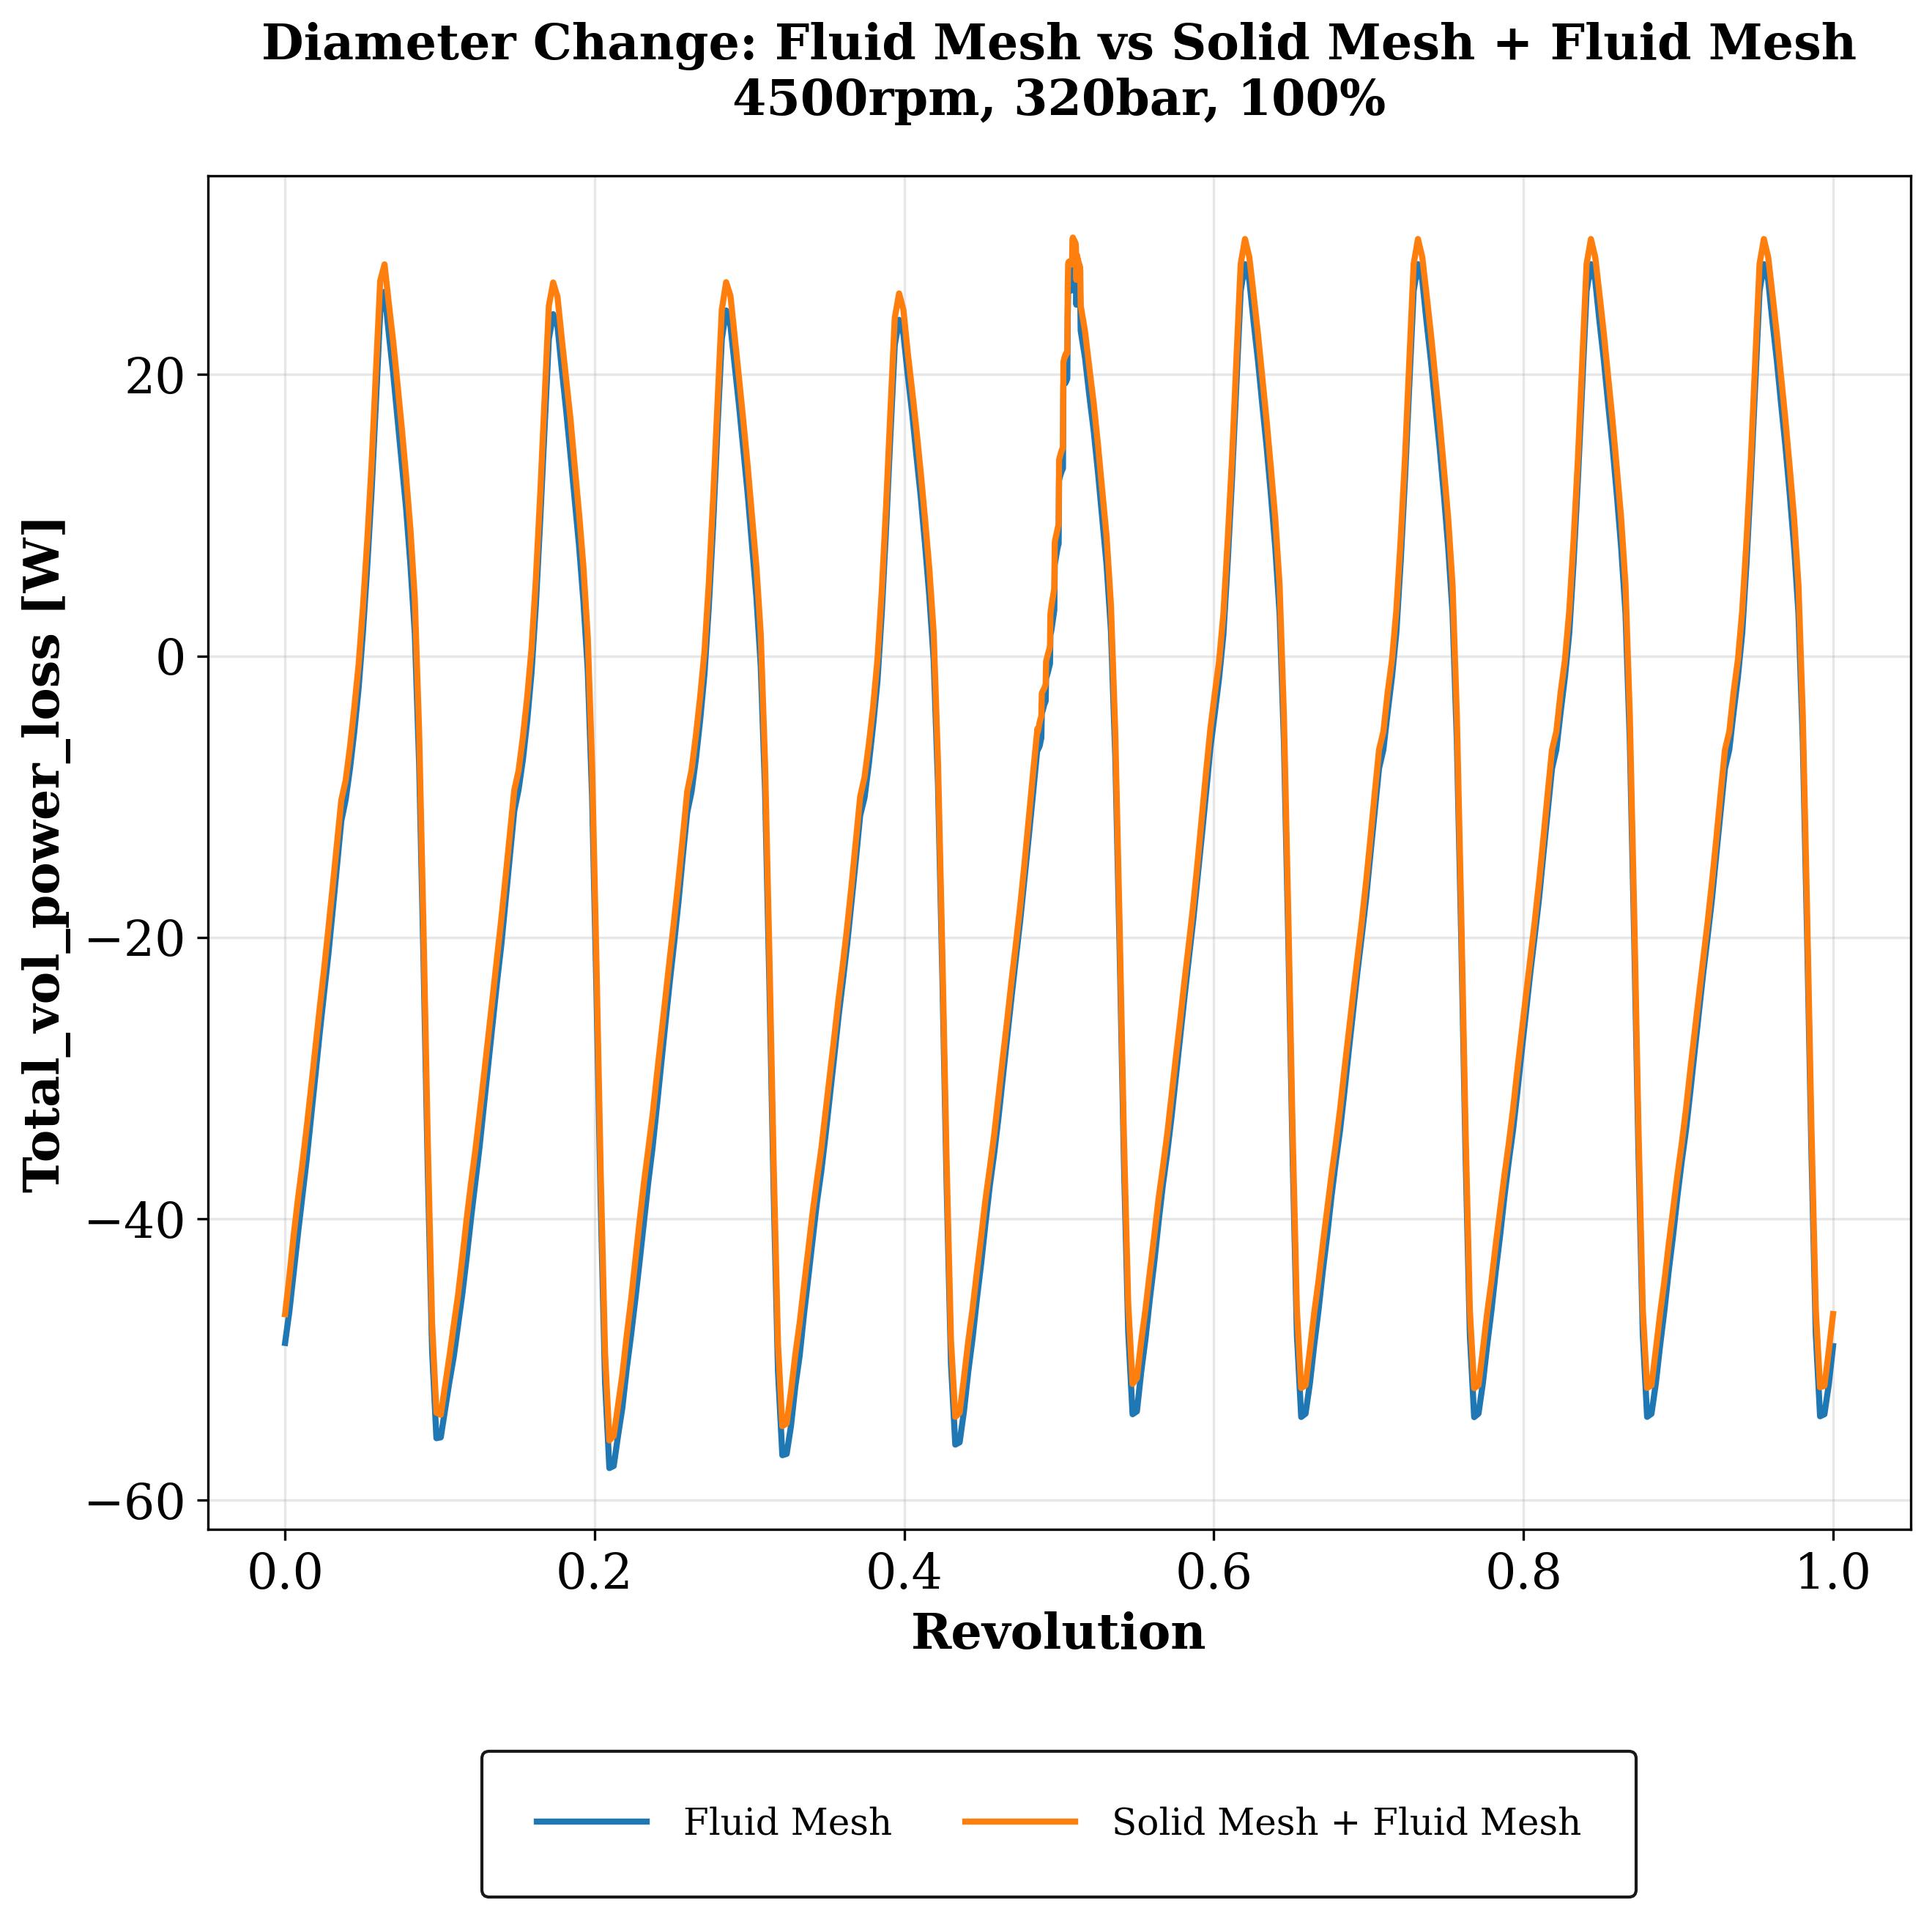 Diameter Change: Fluid Mesh vs Solid Mesh + Fluid Mesh
4500rpm, 320bar, 100%
Total_vol_power_loss [W]
20
0
−20
−40
−60
0.0
0.2
0.4
0.6
0.8
1.0
Revolution
Fluid Mesh
Solid Mesh + Fluid Mesh